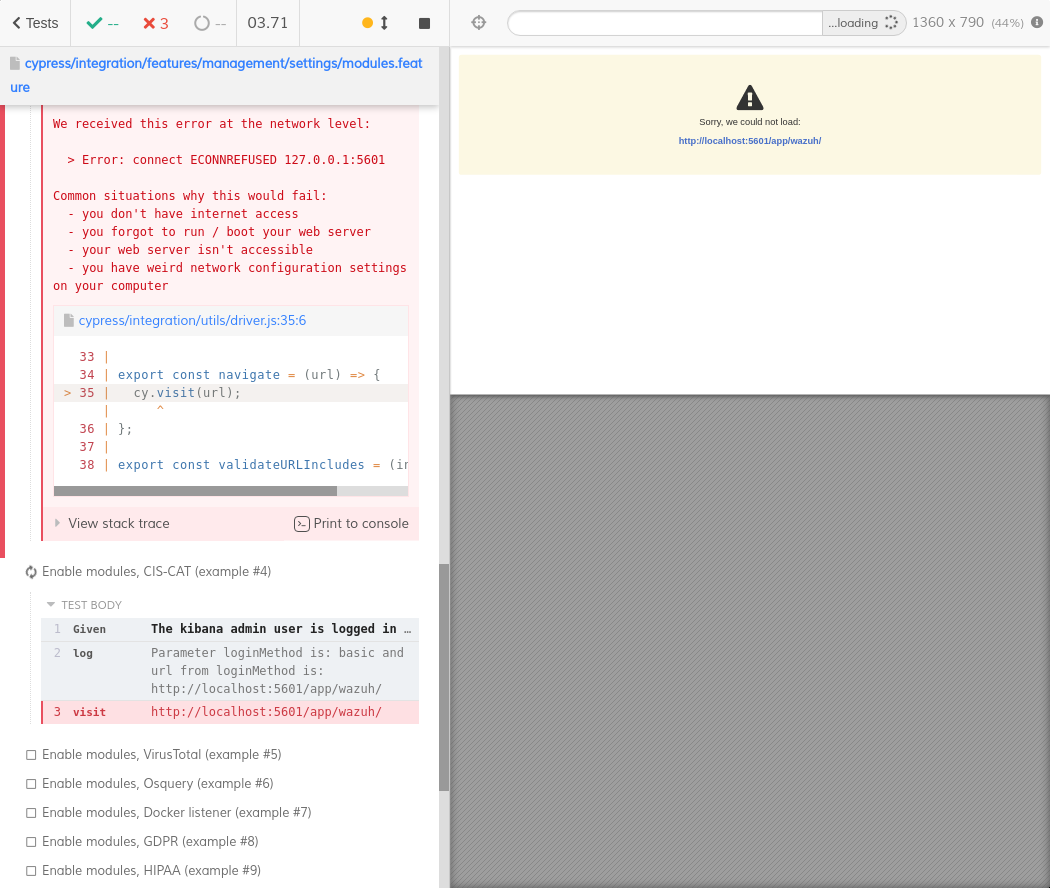 Tests
--
3
--
03.71
...loading
1360 x 790 (44%)
cypress/integration/features/management/settings/modules.feat
ure
We received this error at the network level:
> Error: connect ECONNREFUSED 127.0.0.1:5601
Common situations why this would fail:
- you don't have internet access
- you forgot to run / boot your web server
- your web server isn't accessible
- you have weird network configuration settings
on your computer
cypress/integration/utils/driver.js:35:6
33 |
34 | export const navigate = (url) => {
> 35 | cy.visit(url);
| ^
36 | };
37 |
38 | export const validateURLIncludes = (in
View stack trace
Print to console
Enable modules, CIS-CAT (example #4)
TEST BODY
1 Given The kibana admin user is logged in …
2 log Parameter loginMethod is: basic and
url from loginMethod is:
http://localhost:5601/app/wazuh/
3 visit http://localhost:5601/app/wazuh/
Enable modules, VirusTotal (example #5)
Enable modules, Osquery (example #6)
Enable modules, Docker listener (example #7)
Enable modules, GDPR (example #8)
Enable modules, HIPAA (example #9)
Sorry, we could not load:
http://localhost:5601/app/wazuh/